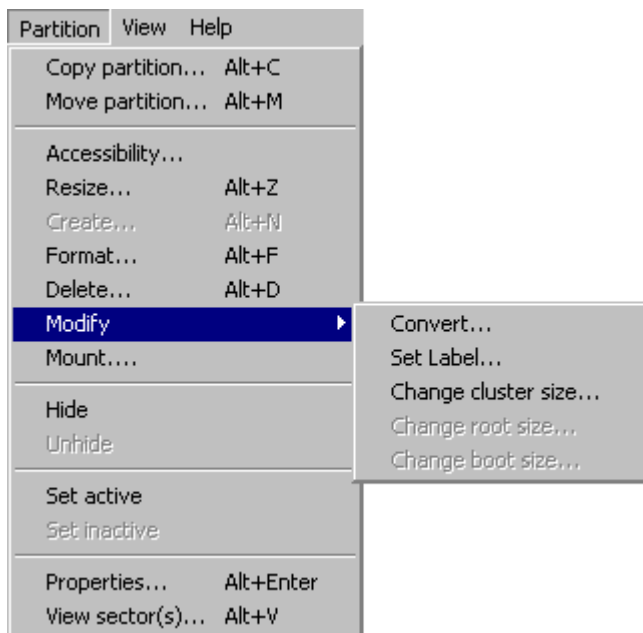 Partition View Help
Copy partition... Alt+C
Move partition... Alt+M
Accessibility...
Resize... Alt+Z
Create... Alt+N
Format... Alt+F
Delete... Alt+D
Modify
Convert...
Mount....
Set Label...
Change cluster size...
Hide
Change root size...
Unhide
Change boot size...
Set active
Set inactive
Properties... Alt+Enter
View sector(s)... Alt+V